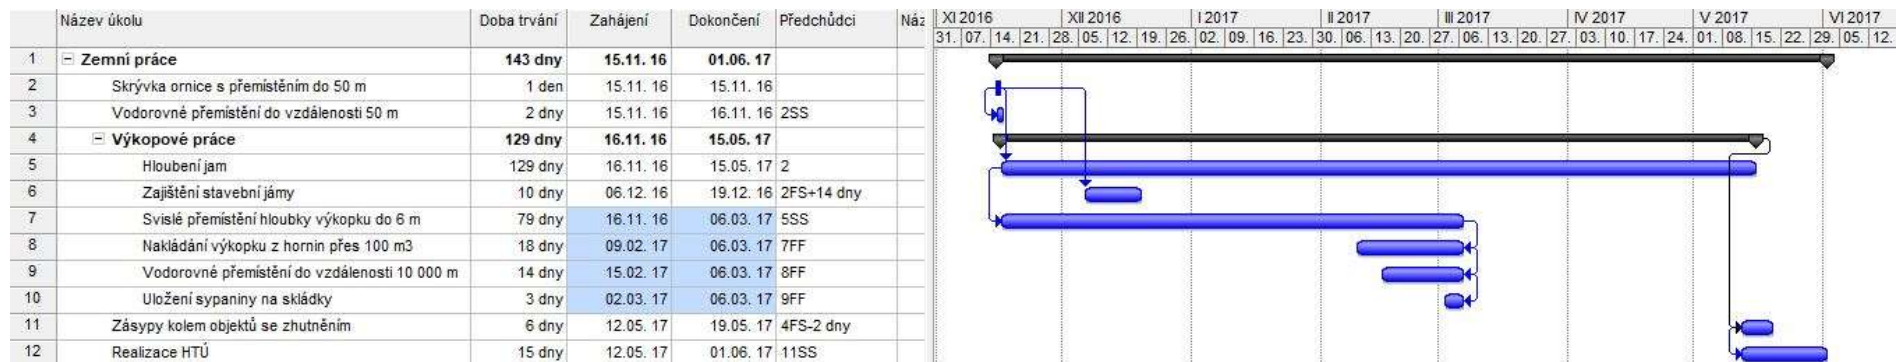 Název úkolu Doba trvání Zahájení Dokončení Předchůdci Náz
XI 2016 XII 2016 I 2017 II 2017 III 2017 IV 2017 V 2017 VI 2017
31. 07. 14. 21. 28. 05. 12. 19. 26. 02. 09. 16. 23. 30. 06. 13. 20. 27. 06. 13. 20. 27. 03. 10. 17. 24. 01. 08. 15. 22. 29. 05. 12.
1 Zemní práce 143 dny 15.11. 16 01.06. 17
2 Skrývka ornice s přemístěním do 50 m 1 den 15.11. 16 15.11. 16
3 Vodorovné přemístění do vzdálenosti 50 m 2 dny 15.11. 16 16.11. 16 2SS
4 Výkopové práce 129 dny 16.11. 16 15.05. 17
5 Hloubení jam 129 dny 16.11. 16 15.05. 17 2
6 Zajištění stavební jámy 10 dny 06.12. 16 19.12. 16 2FS+14 dny
7 Svislé přemístění hloubky výkopku do 6 m 79 dny 16.11. 16 06.03. 17 5SS
8 Nakládání výkopku z hornin přes 100 m3 18 dny 09.02. 17 06.03. 17 7FF
9 Vodorovné přemístění do vzdálenosti 10 000 m 14 dny 15.02. 17 06.03. 17 8FF
10 Uložení sypaniny na skládky 3 dny 02.03. 17 06.03. 17 9FF
11 Zásypy kolem objektů se zhutněním 6 dny 12.05. 17 19.05. 17 4FS-2 dny
12 Realizace HTÚ 15 dny 12.05. 17 01.06. 17 11SS